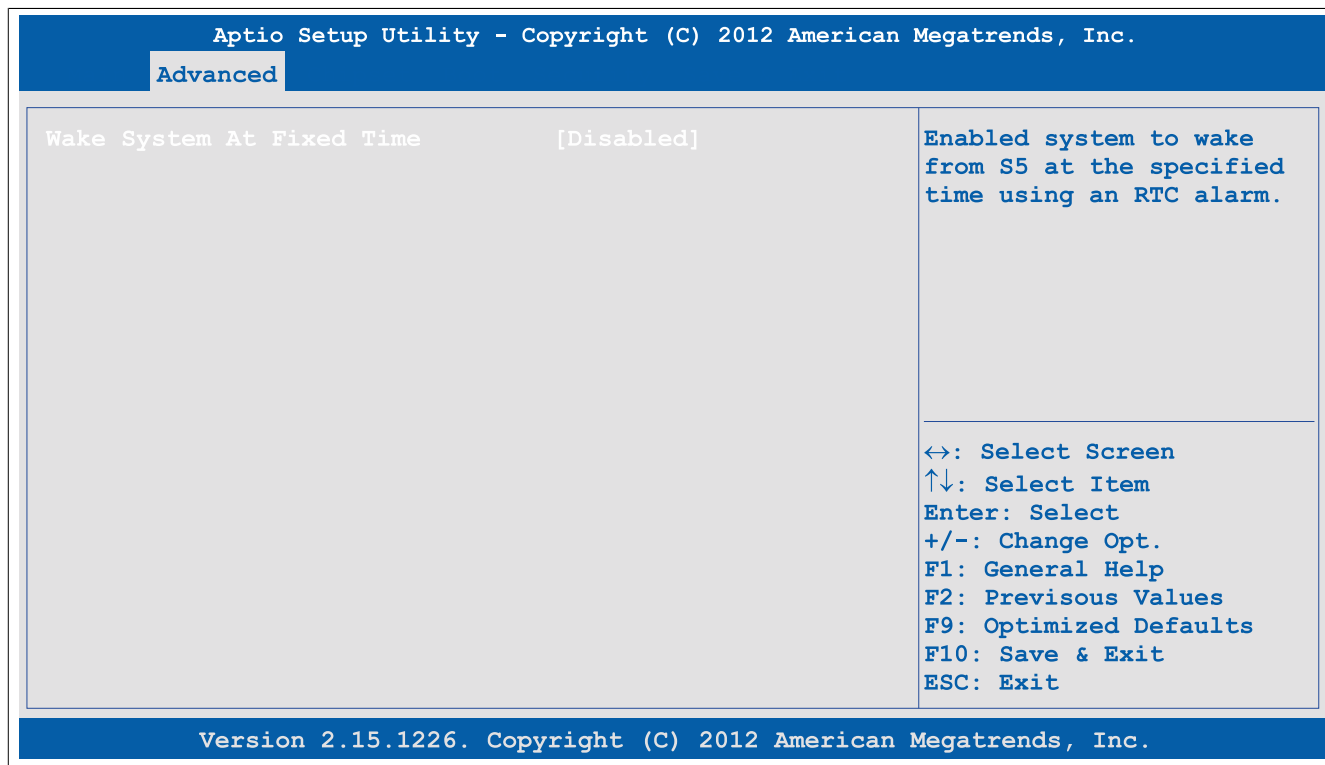 Aptio Setup Utility - Copyright (C) 2012 American Megatrends, Inc.
Advanced
Wake System At Fixed Time [Disabled]
Enabled system to wake
from S5 at the specified
time using an RTC alarm.
↔: Select Screen
↑↓: Select Item
Enter: Select
+/-: Change Opt.
F1: General Help
F2: Previsous Values
F9: Optimized Defaults
F10: Save & Exit
ESC: Exit
Version 2.15.1226. Copyright (C) 2012 American Megatrends, Inc.